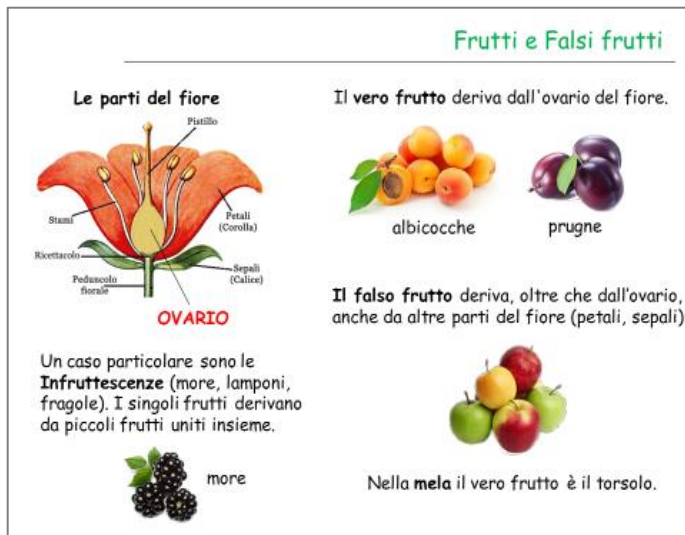 Frutti e Falsi frutti
Le parti del fiore
Pistillo
Stami
Petali
(Corolla)
Ricettacolo
Sepali
(Calice)
Peduncolo
fiorale
OVARIO
Un caso particolare sono le
Infruttescenze (more, lamponi,
fragole). I singoli frutti derivano
da piccoli frutti uniti insieme.
more
Il vero frutto deriva dall'ovario del fiore.
albicocche
prugne
Il falso frutto deriva, oltre che dall'ovario,
anche da altre parti del fiore (petali, sepali)
Nella mela il vero frutto è il torsolo.